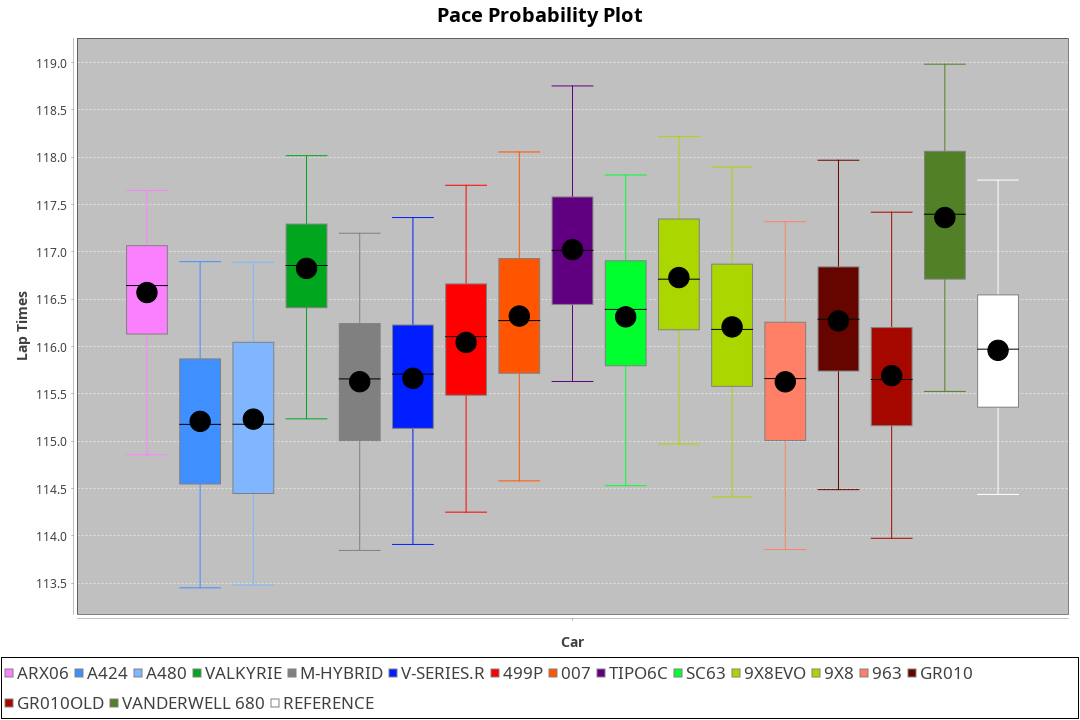 Pace Probability Plot
119.0
118.5
118.0
117.5
117.0
116.5
116.0
115.5
115.0
114.5
114.0
113.5
Lap Times
Car
ARX06 A424 A480 VALKYRIE M-HYBRID V-SERIES.R 499P 007 TIPO6C SC63 9X8EVO 9X8 963 GR010
GR010OLD VANDERWELL 680 REFERENCE